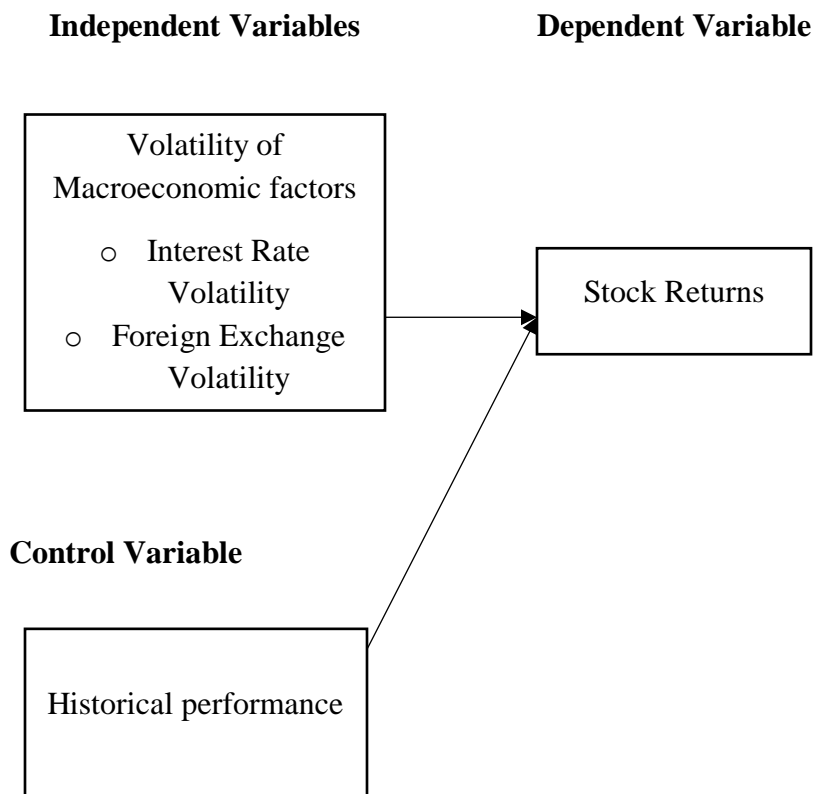 Independent Variables
Dependent Variable
Volatility of
Macroeconomic factors
o Interest Rate
Volatility
o Foreign Exchange
Volatility
Stock Returns
Control Variable
Historical performance